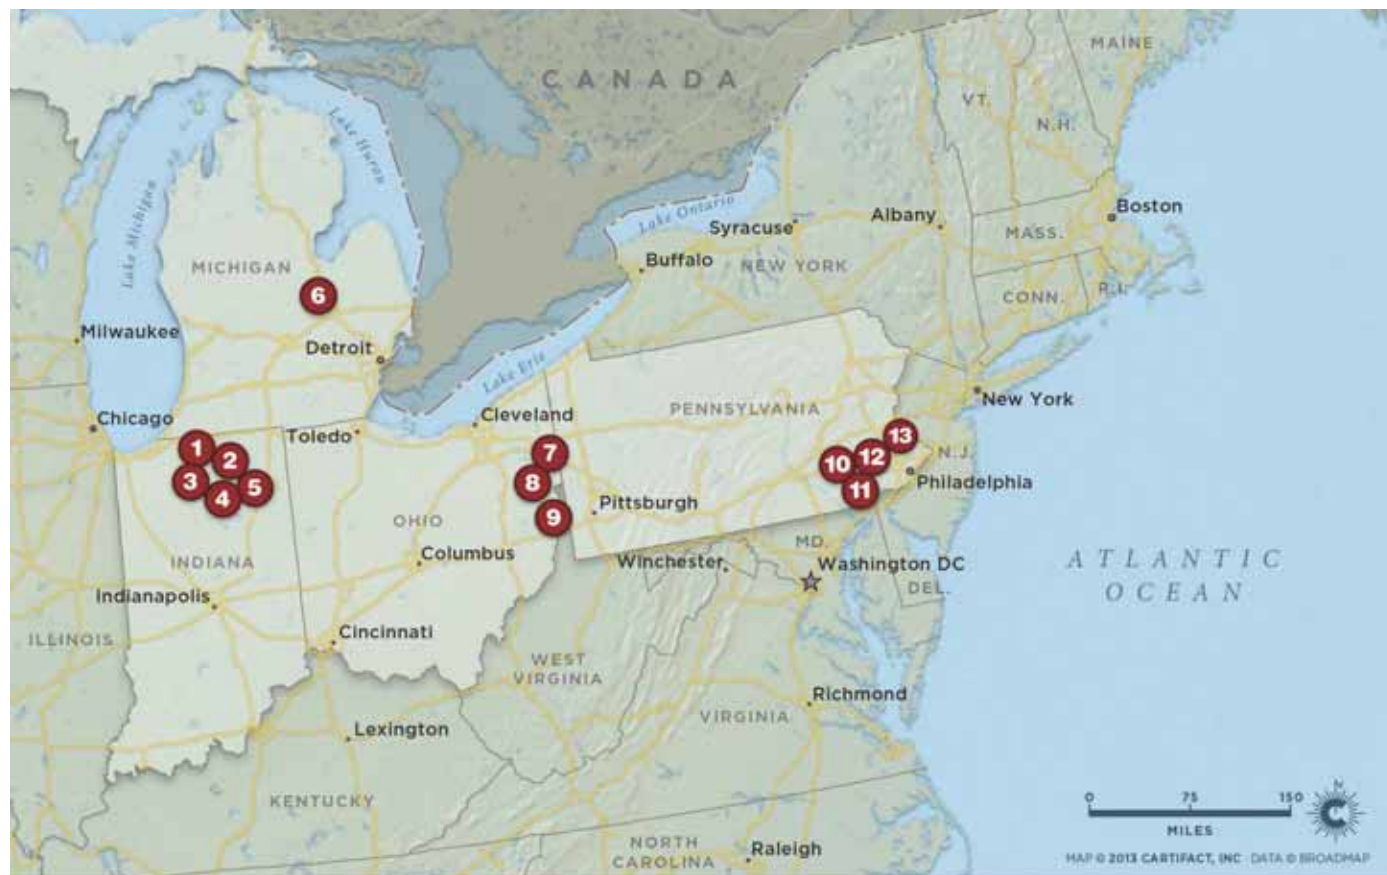 CANADA
MAINE
VT.
N.H.
Lake Huron
Lake Michigan
Lake Ontario
Boston
Albany
Syracuse
MASS.
Buffalo
NEW YORK
MICHIGAN
6
CONN.
R.I.
Milwaukee
Detroit
Lake Erie
New York
PENNSYLVANIA
Chicago
Cleveland
Toledo
13
1
2
7
12
10
N.J.
3
4
5
8
11
Philadelphia
9
Pittsburgh
OHIO
MD.
Columbus
INDIANA
Winchester
Washington DC
ATLANTIC
OCEAN
DEL.
Indianapolis
ILLINOIS
Cincinnati
WEST
VIRGINIA
Richmond
VIRGINIA
Lexington
KENTUCKY
N
C
0 75 150
MILES
NORTH
CAROLINA
Raleigh
MAP © 2013 CARTIFACT, INC · DATA © BROADMAP